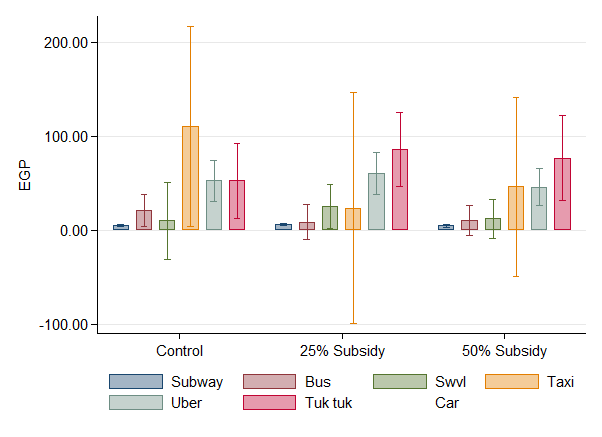 200.00
100.00
0.00
-100.00
EGP
Control 25% Subsidy 50% Subsidy
Subway Bus Swvl Taxi
Uber Tuk tuk Car